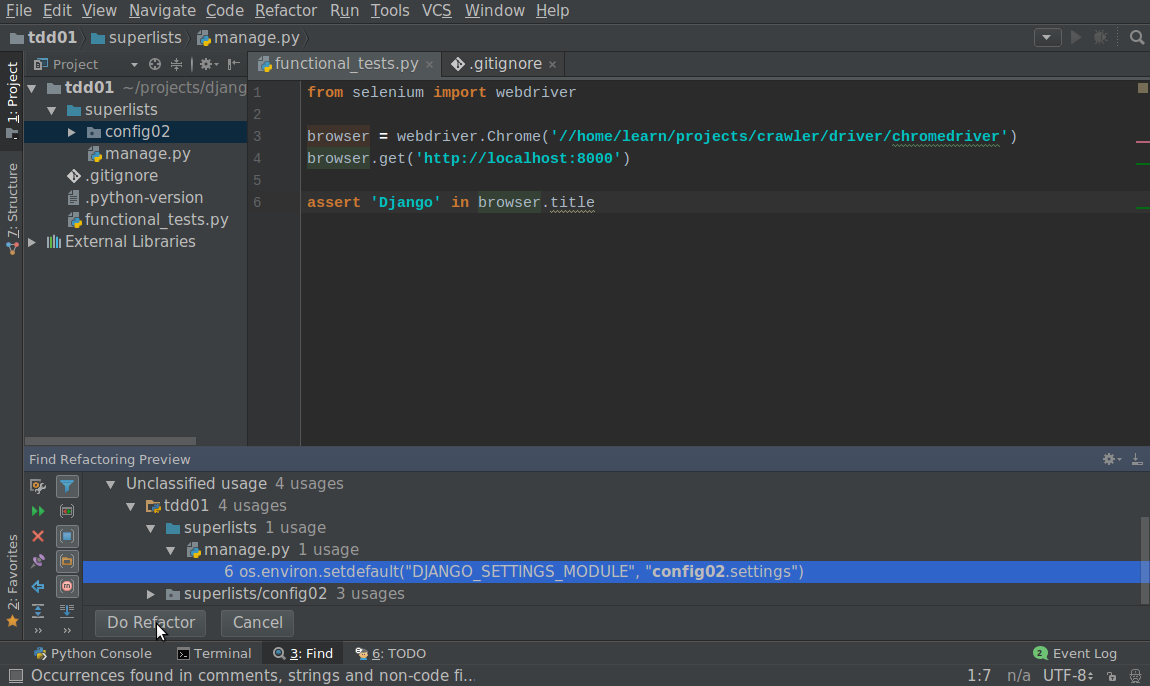 File Edit View Navigate Code Refactor Run Tools VCS Window Help
tdd01 superlists manage.py
1: Project
7: Structure
2: Favorites
Project
tdd01 ~/projects/djang
superlists
config02
manage.py
.gitignore
.python-version
functional_tests.py
External Libraries
functional_tests.py × .gitignore ×
1 from selenium import webdriver
2
3 browser = webdriver.Chrome('//home/learn/projects/crawler/driver/chromedriver')
4 browser.get('http://localhost:8000')
5
6 assert 'Django' in browser.title
Find Refactoring Preview
Unclassified usage 4 usages
tdd01 4 usages
superlists 1 usage
manage.py 1 usage
6 os.environ.setdefault("DJANGO_SETTINGS_MODULE", "config02.settings")
superlists/config02 3 usages
Do Refactor Cancel
Python Console Terminal 3: Find 6: TODO 2 Event Log
Occurrences found in comments, strings and non-code fi... 1:7 n/a UTF-8